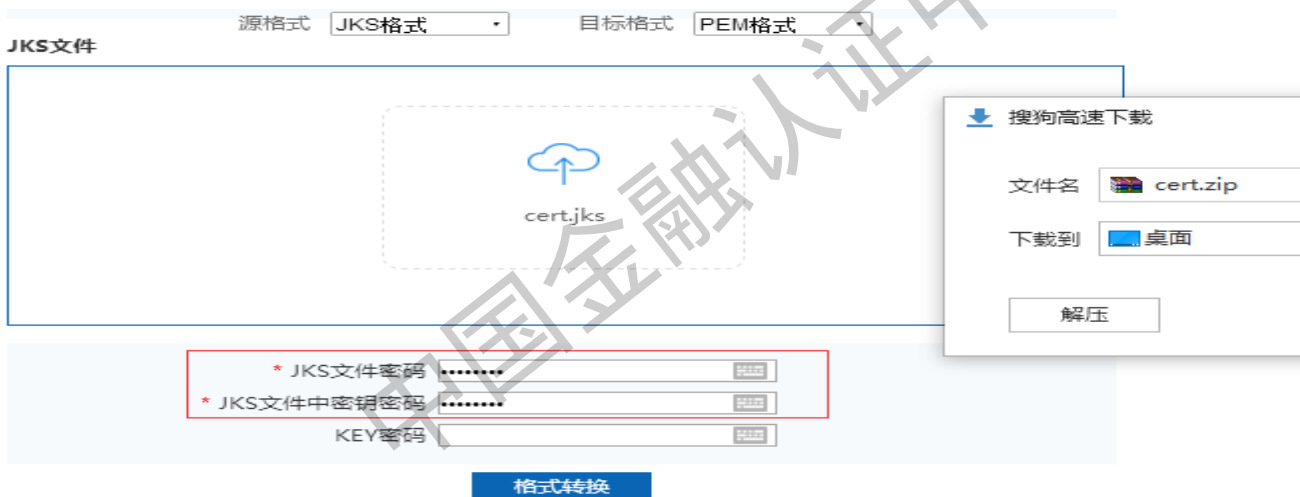 源格式 JKS格式 目标格式 PEM格式
JKS文件
搜狗高速下载
cert.jks
文件名 cert.zip
下载到 桌面
解压
* JKS文件密码 ••••••••
* JKS文件中密钥密码 ••••••••
KEY密码
格式转换
中国金融认证中